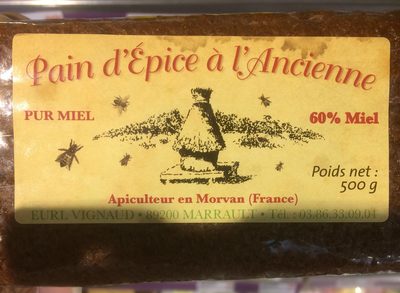 Pain d'Épice à l'Ancienne
PUR MIEL
60% Miel
Poids net :
500 g
Apiculteur en Morvan (France)
EURL VIGNAUD • 89200 MARRAULT • Tél : 03.86.33.09.04